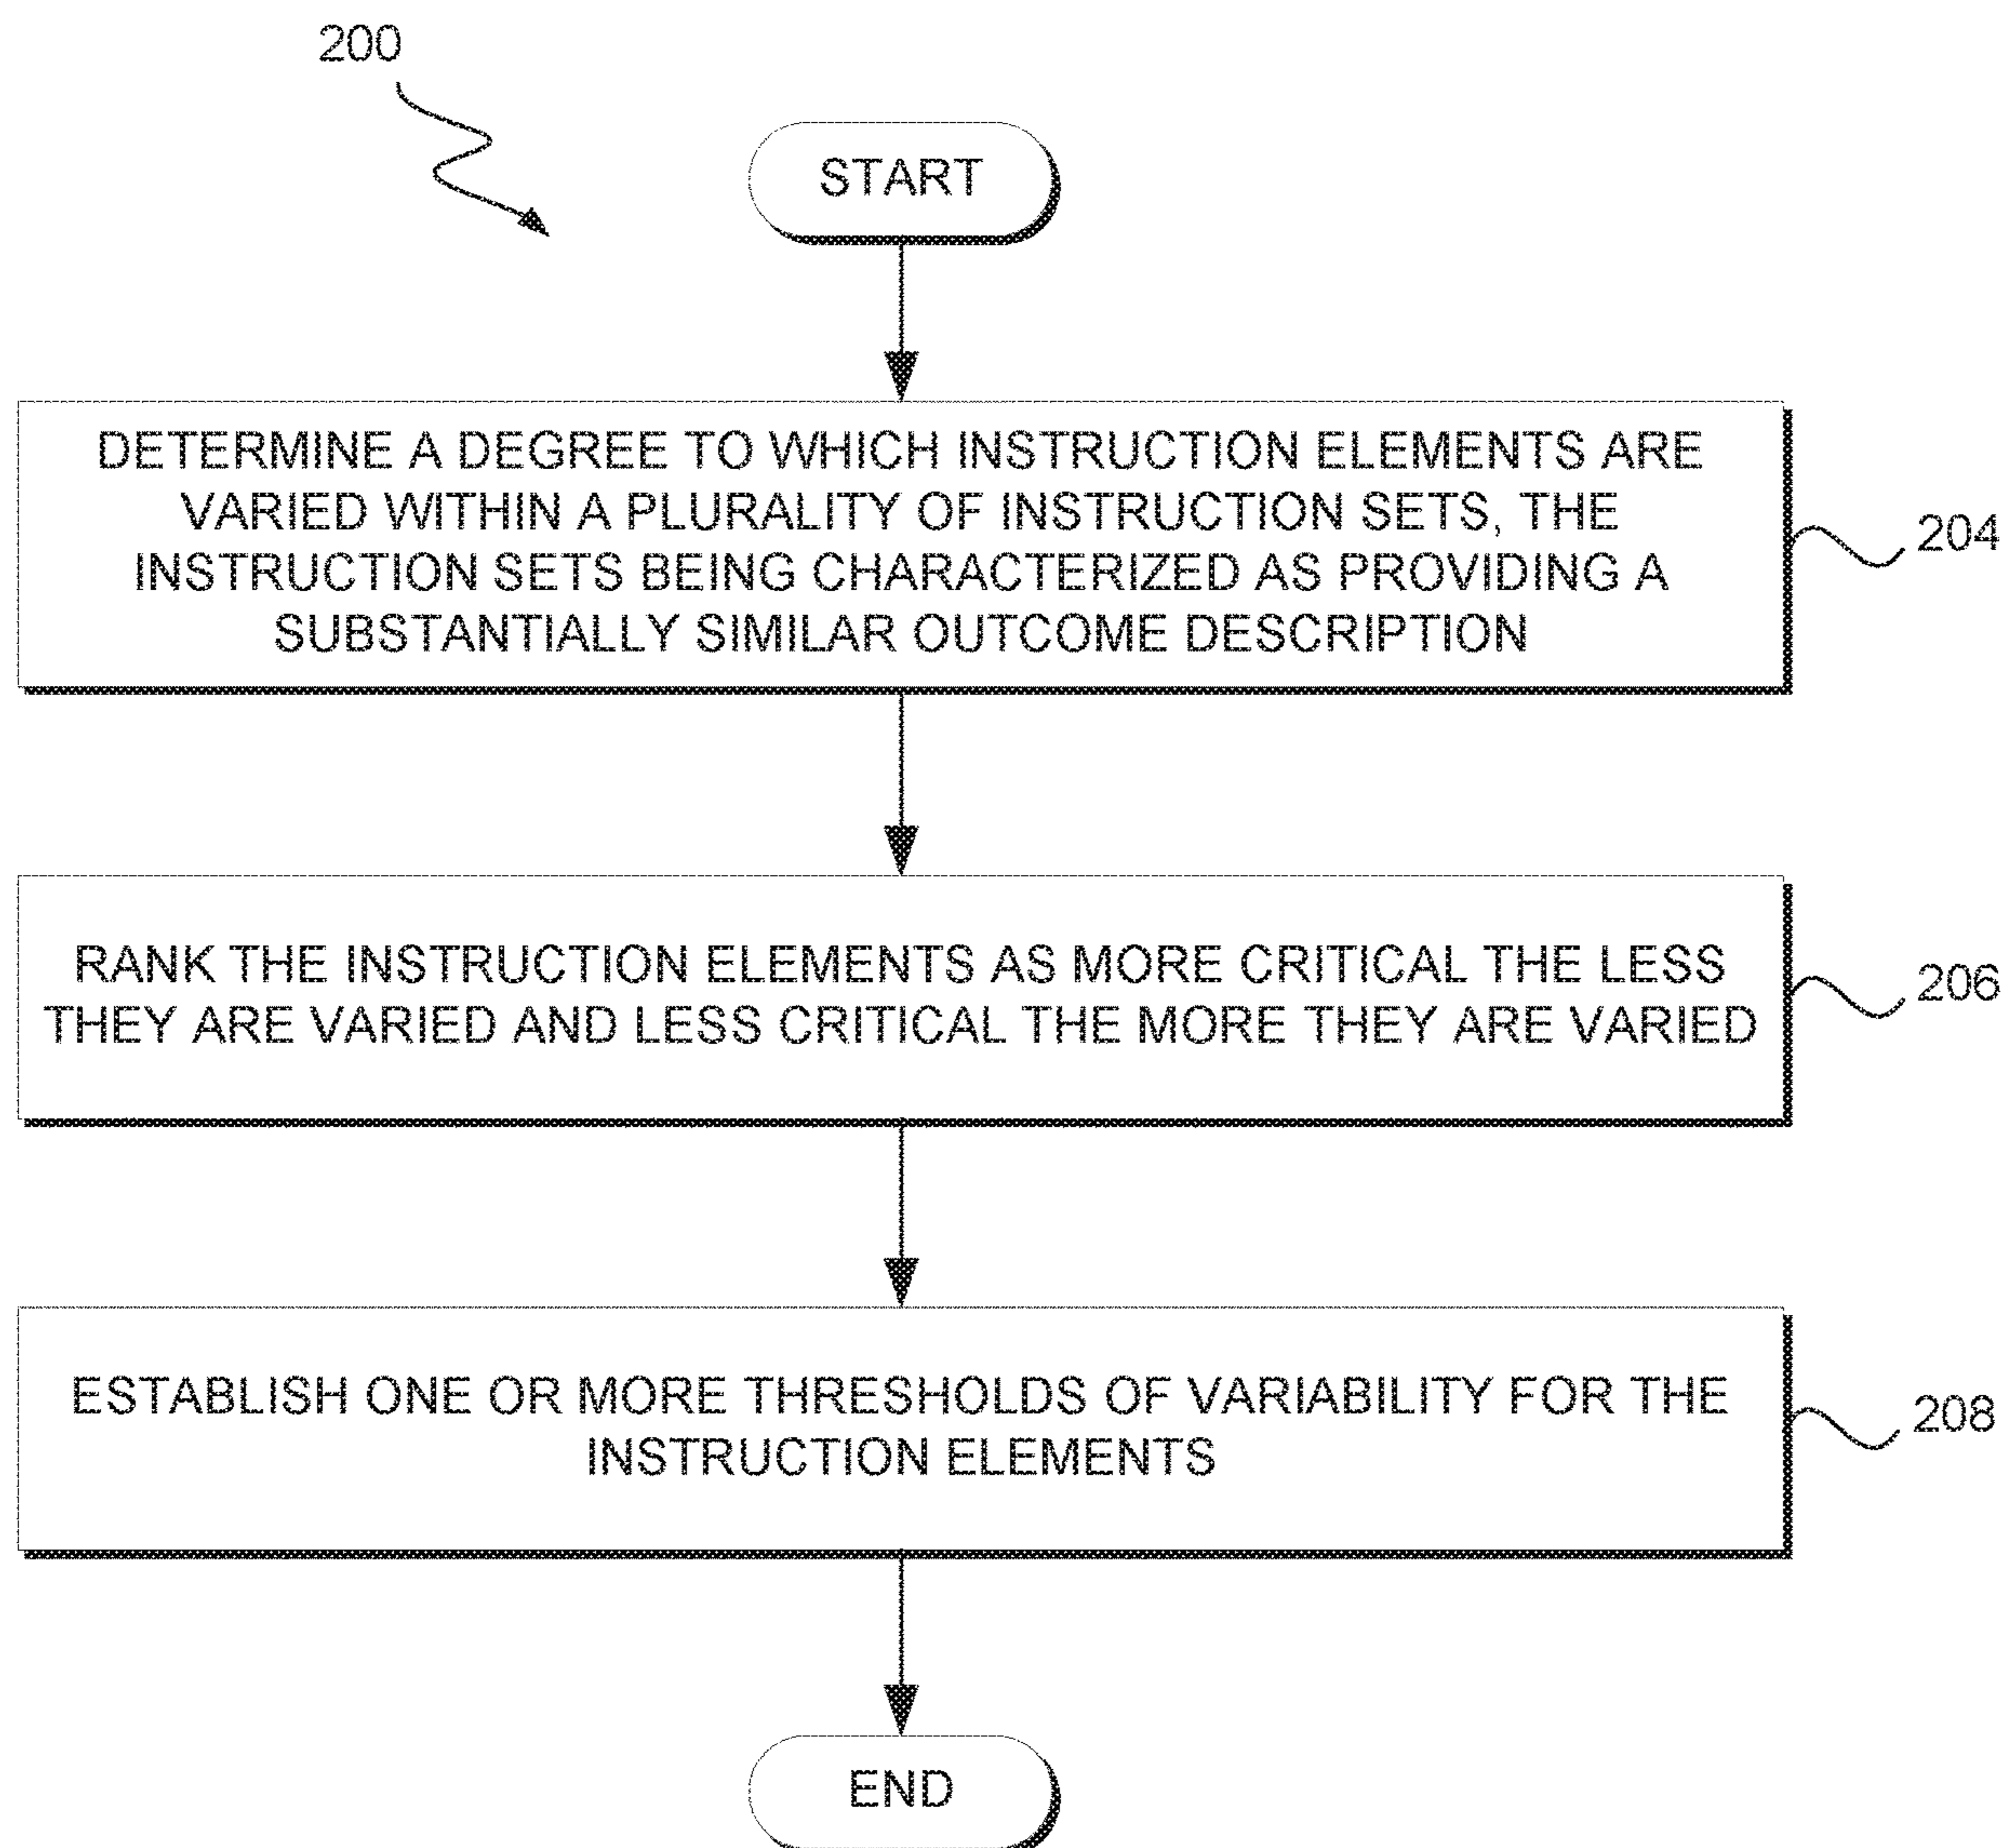 200
START
DETERMINE A DEGREE TO WHICH INSTRUCTION ELEMENTS ARE
VARIED WITHIN A PLURALITY OF INSTRUCTION SETS, THE
INSTRUCTION SETS BEING CHARACTERIZED AS PROVIDING A
SUBSTANTIALLY SIMILAR OUTCOME DESCRIPTION
204
RANK THE INSTRUCTION ELEMENTS AS MORE CRITICAL THE LESS
THEY ARE VARIED AND LESS CRITICAL THE MORE THEY ARE VARIED
206
ESTABLISH ONE OR MORE THRESHOLDS OF VARIABILITY FOR THE
INSTRUCTION ELEMENTS
208
END